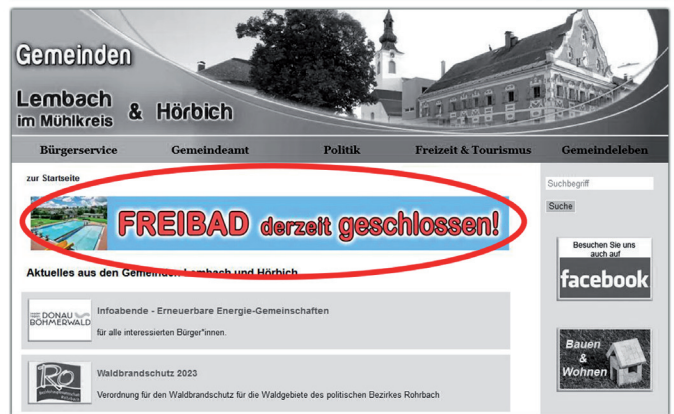 Gemeinden
Lembach
im Mühlkreis
& Hörbich
Bürgerservice Gemeindeamt Politik Freizeit & Tourismus Gemeindeleben
zur Startseite
FREIBAD derzeit geschlossen!
Suchbegriff
Suche
Besuchen Sie uns
auch auf
facebook
Aktuelles aus den Gemeinden Lembach und Hörbich
DONAU
BÖHMERWALD
Infoabende - Erneuerbare Energie-Gemeinschaften
für alle interessierten Bürger*innen.
Bauen
&
Wohnen
RO
Waldbrandschutz 2023
Verordnung für den Waldbrandschutz für die Waldgebiete des politischen Bezirkes Rohrbach